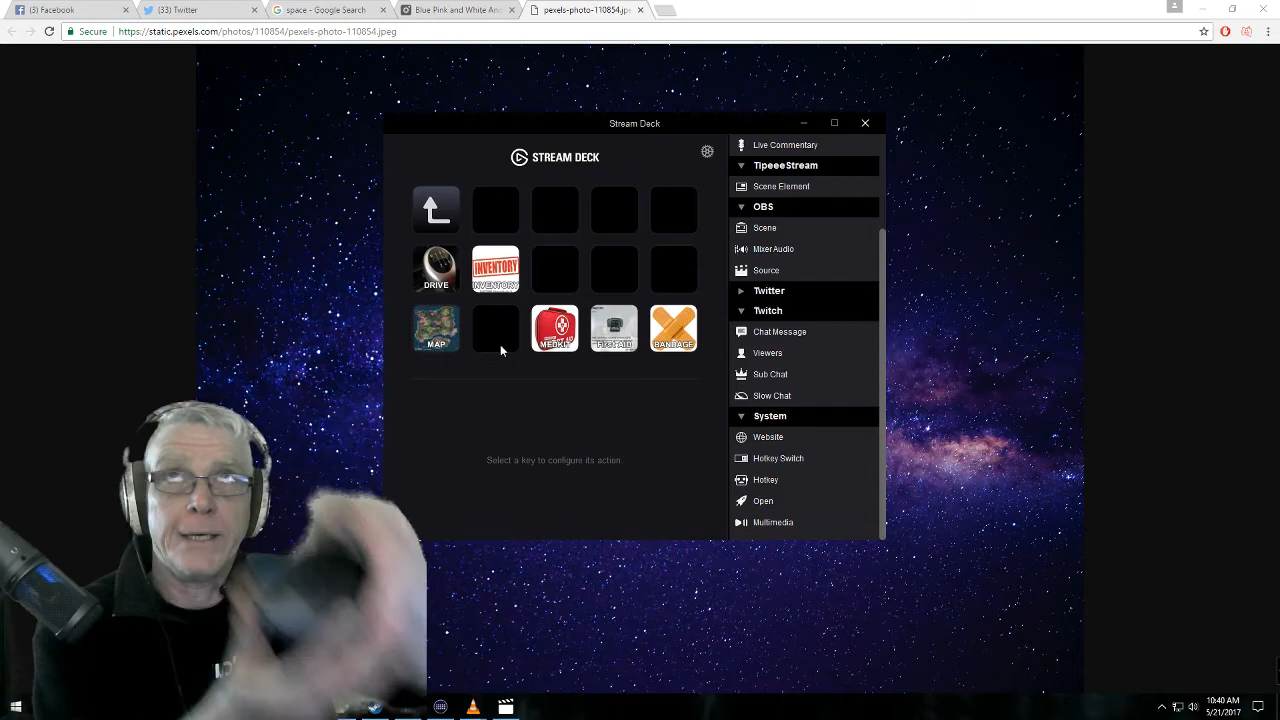 (3) Facebook
(33) Twitter
space - Google Search
Blue Pink and White An
pexels-photo-110854.jpe
Secure
https://static.pexels.com/photos/110854/pexels-photo-110854.jpeg
Stream Deck
STREAM DECK
DRIVE
INVENTORY
INVENTORY
MAP
MEDKIT
First AID
BANDAGE
Select a key to configure its action.
Live Commentary
TipeeeStream
Scene Element
OBS
Scene
Mixer Audio
Source
Twitter
Twitch
Chat Message
Viewers
Sub Chat
Slow Chat
System
Website
Hotkey Switch
Hotkey
Open
Multimedia
10:40 AM
5/21/2017